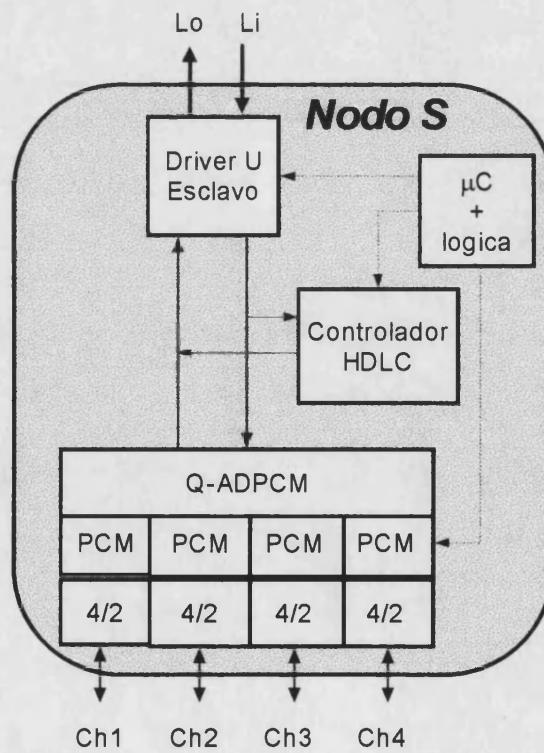 Lo Li
Nodo S
Driver U
Esclavo
μC
+
logica
Controlador
HDLC
Q-ADPCM
PCM PCM PCM PCM
4/2 4/2 4/2 4/2
Ch1 Ch2 Ch3 Ch4